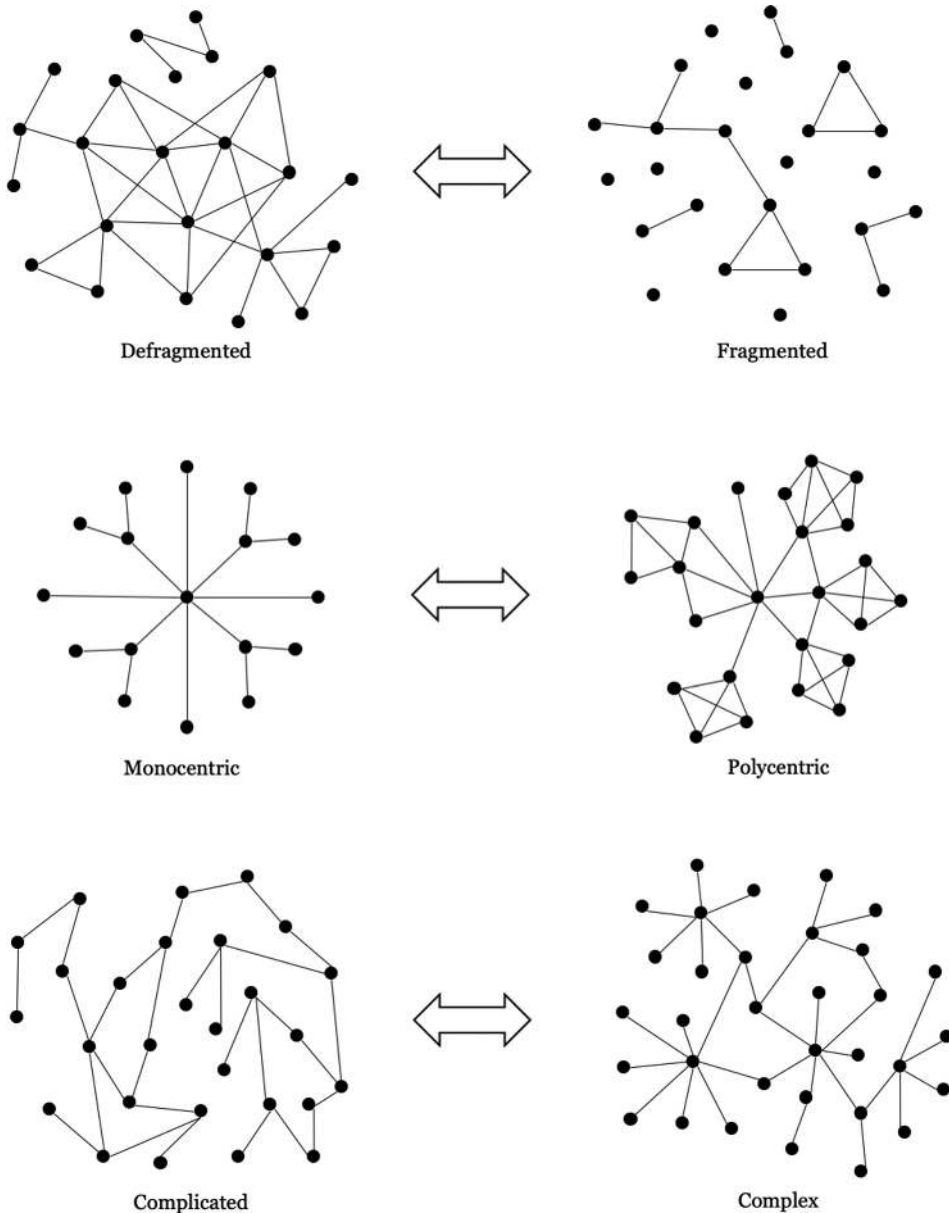 Defragmented
Fragmented
Monocentric
Polycentric
Complicated
Complex